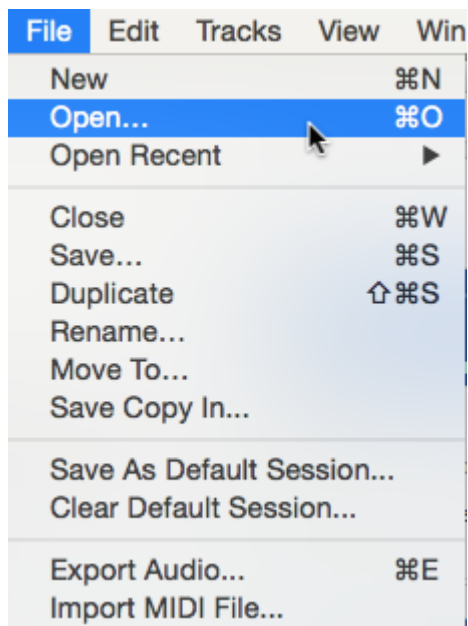 File Edit Tracks View Win
New ⌘N
Open... ⌘O
Open Recent ▶
Close ⌘W
Save... ⌘S
Duplicate ⇧⌘S
Rename...
Move To...
Save Copy In...
Save As Default Session...
Clear Default Session...
Export Audio... ⌘E
Import MIDI File...